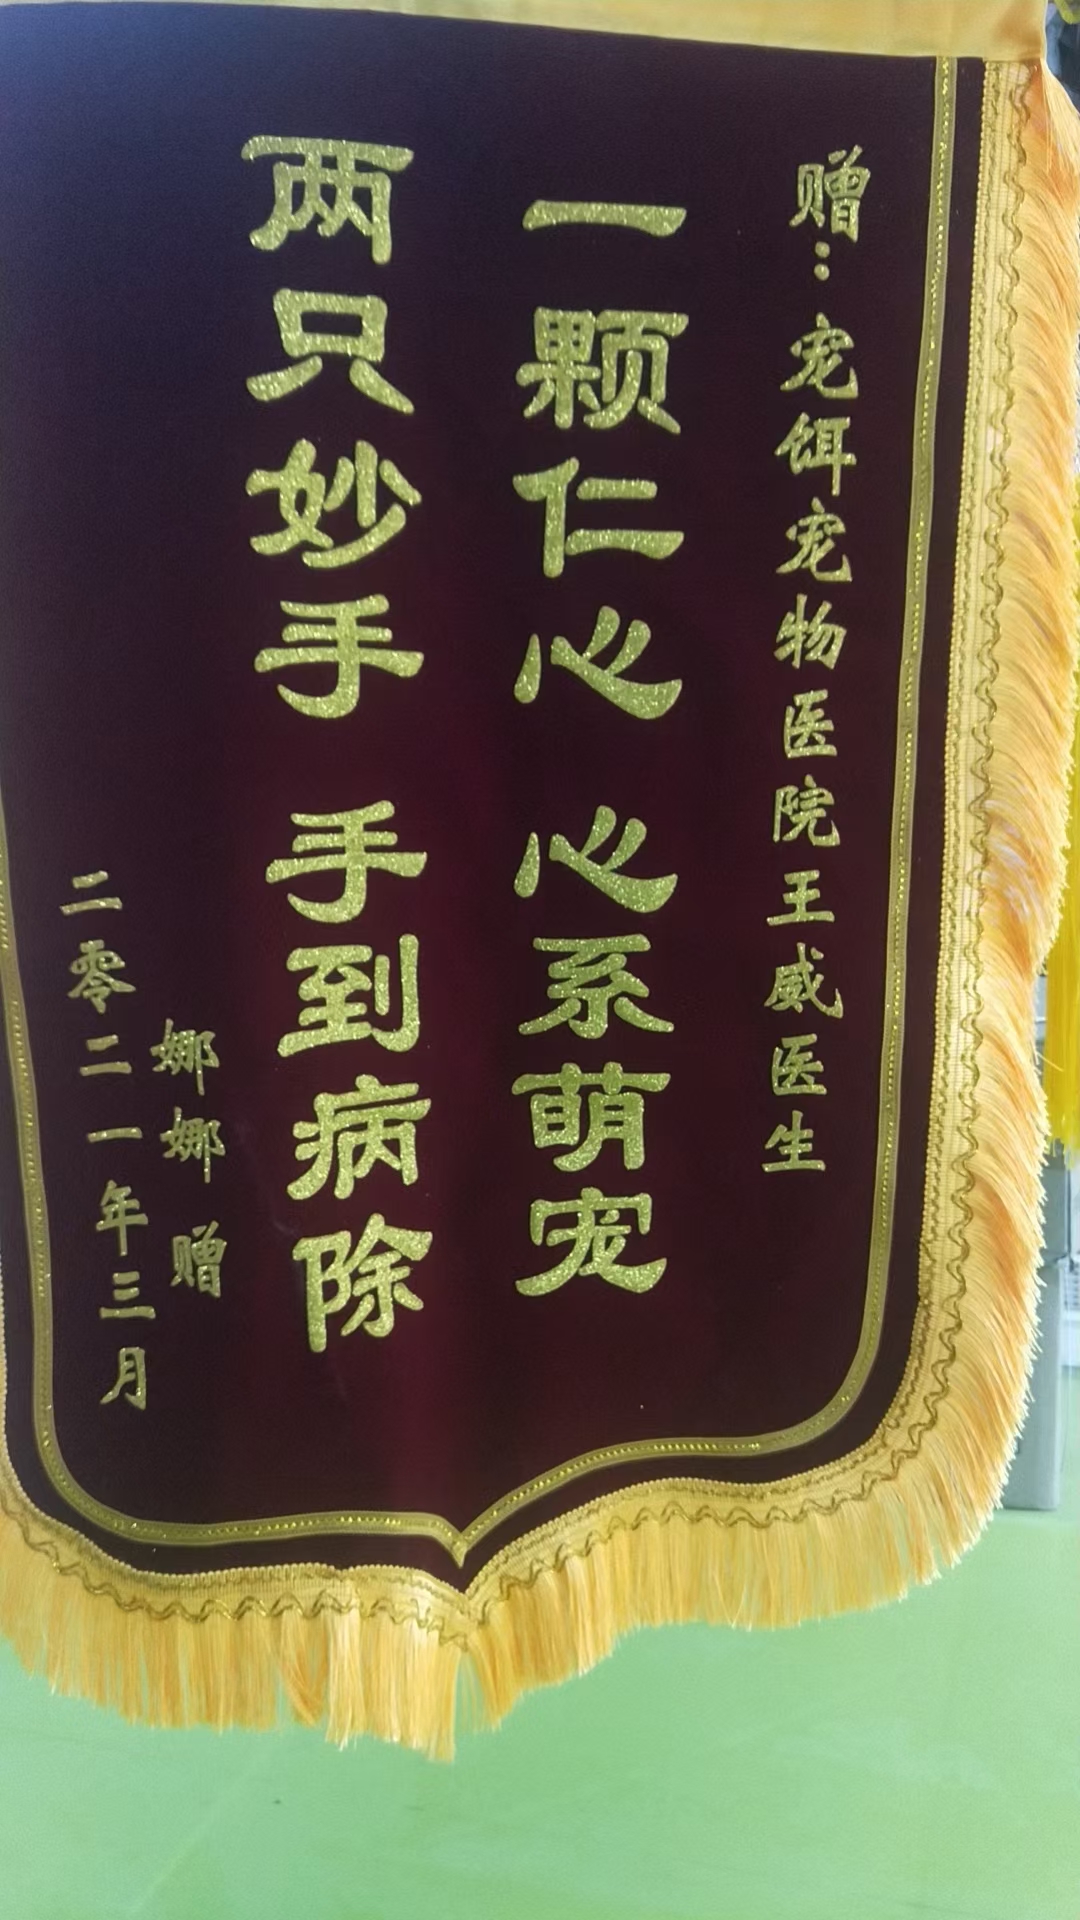 赠:宠饵宠物医院王威医生
一颗仁心 心系萌宠
两只妙手 手到病除
娜娜 赠
二零二一年三月